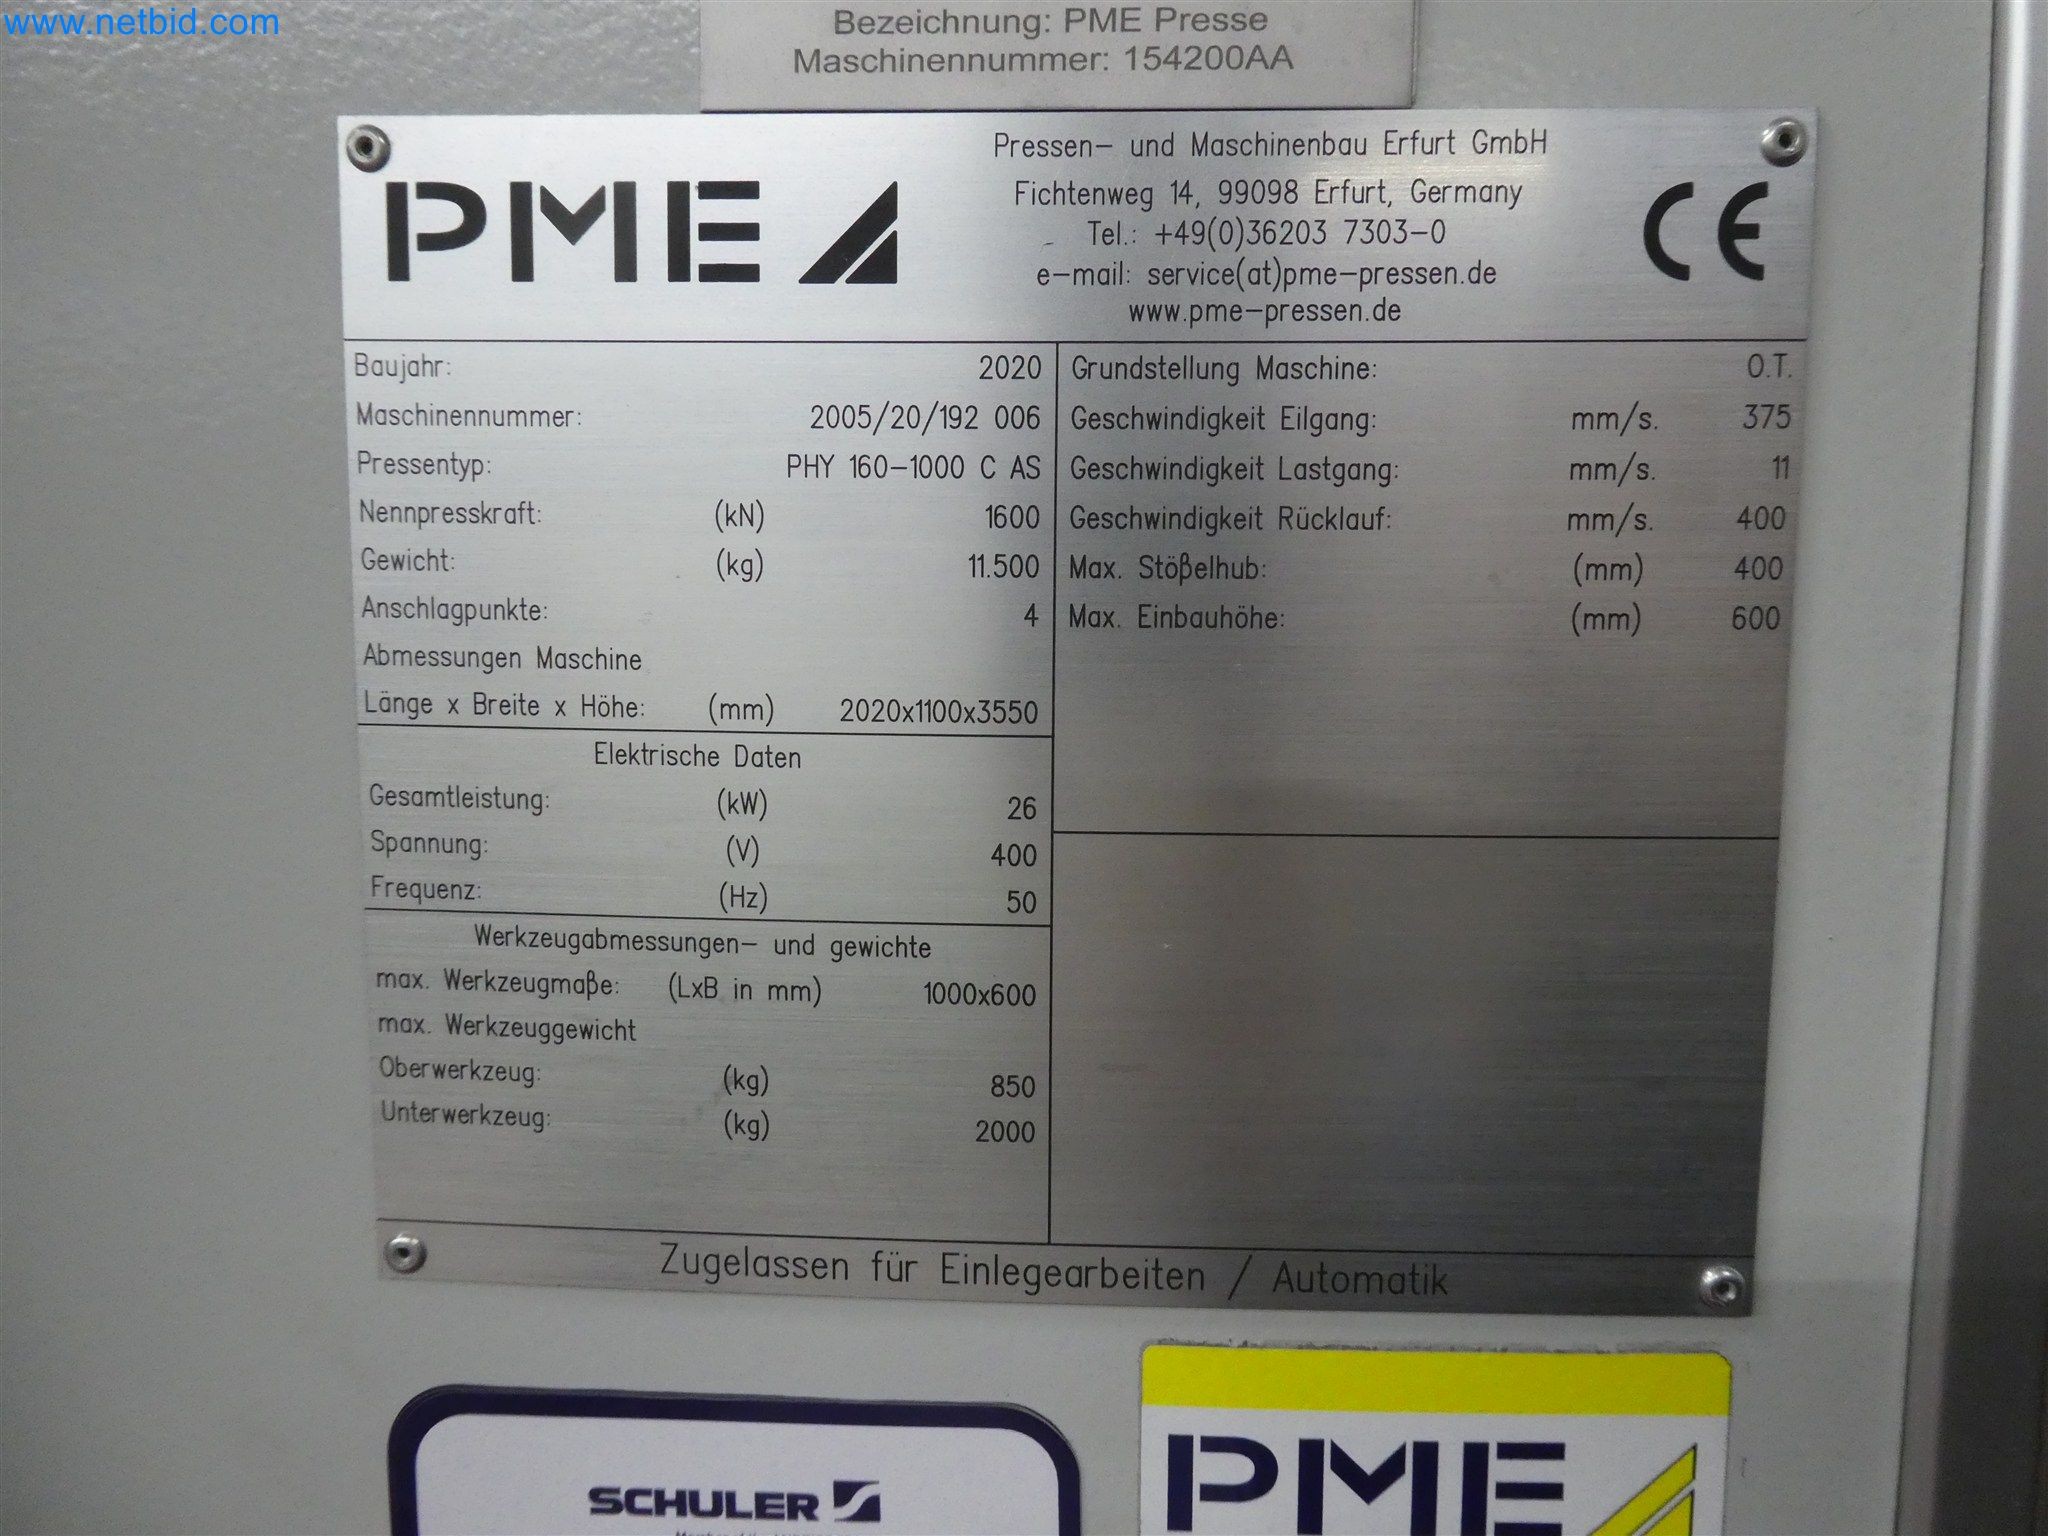 www.netbid.com
Bezeichnung: PME Presse
Maschinennummer: 154200AA
PME
Pressen- und Maschinenbau Erfurt GmbH
Fichtenweg 14, 99098 Erfurt, Germany
Tel.: +49(0)36203 7303-0
e-mail: service(at)pme-pressen.de
www.pme-pressen.de
CE
Baujahr: 2020
Maschinennummer: 2005/20/192 006
Pressentyp: PHY 160-1000 C AS
Nennpresskraft: (kN) 1600
Gewicht: (kg) 11.500
Anschlagpunkte: 4
Abmessungen Maschine
Länge x Breite x Höhe: (mm) 2020x1100x3550
Elektrische Daten
Gesamtleistung: (kW) 26
Spannung: (V) 400
Frequenz: (Hz) 50
Werkzeugabmessungen- und gewichte
max. Werkzeugmaße: (LxB in mm) 1000x600
max. Werkzeuggewicht
Oberwerkzeug: (kg) 850
Unterwerkzeug: (kg) 2000
Grundstellung Maschine: O.T.
Geschwindigkeit Eilgang: mm/s. 375
Geschwindigkeit Lastgang: mm/s. 11
Geschwindigkeit Rücklauf: mm/s. 400
Max. Stößelhub: (mm) 400
Max. Einbauhöhe: (mm) 600
Zugelassen für Einlegearbeiten / Automatik
SCHULER
PME